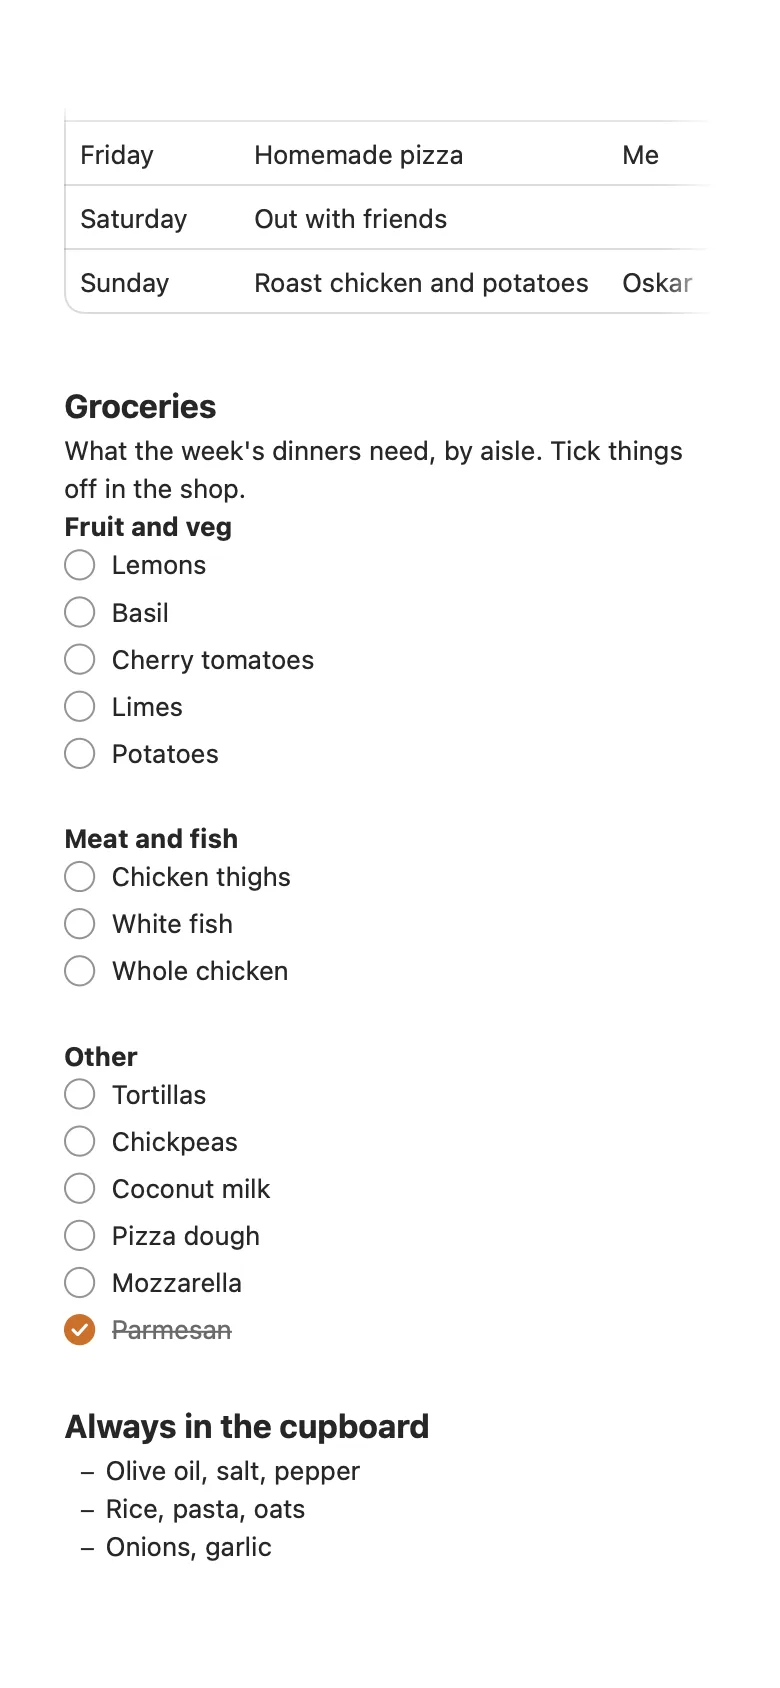 Friday Homemade pizza Me
Saturday Out with friends
Sunday Roast chicken and potatoes Oskar
Groceries
What the week's dinners need, by aisle. Tick things
off in the shop.
Fruit and veg
Lemons
Basil
Cherry tomatoes
Limes
Potatoes
Meat and fish
Chicken thighs
White fish
Whole chicken
Other
Tortillas
Chickpeas
Coconut milk
Pizza dough
Mozzarella
Parmesan
Always in the cupboard
– Olive oil, salt, pepper
– Rice, pasta, oats
– Onions, garlic